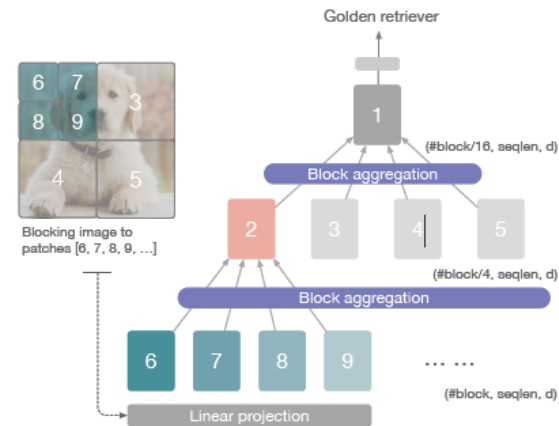 Golden retriever
6 7
3
8 9
4 5
Blocking image to
patches [6, 7, 8, 9, ...]
1
(#block/16, seqlen, d)
Block aggregation
2 3 4 5
(#block/4, seqlen, d)
Block aggregation
6 7 8 9 ... ...
(#block, seqlen, d)
Linear projection